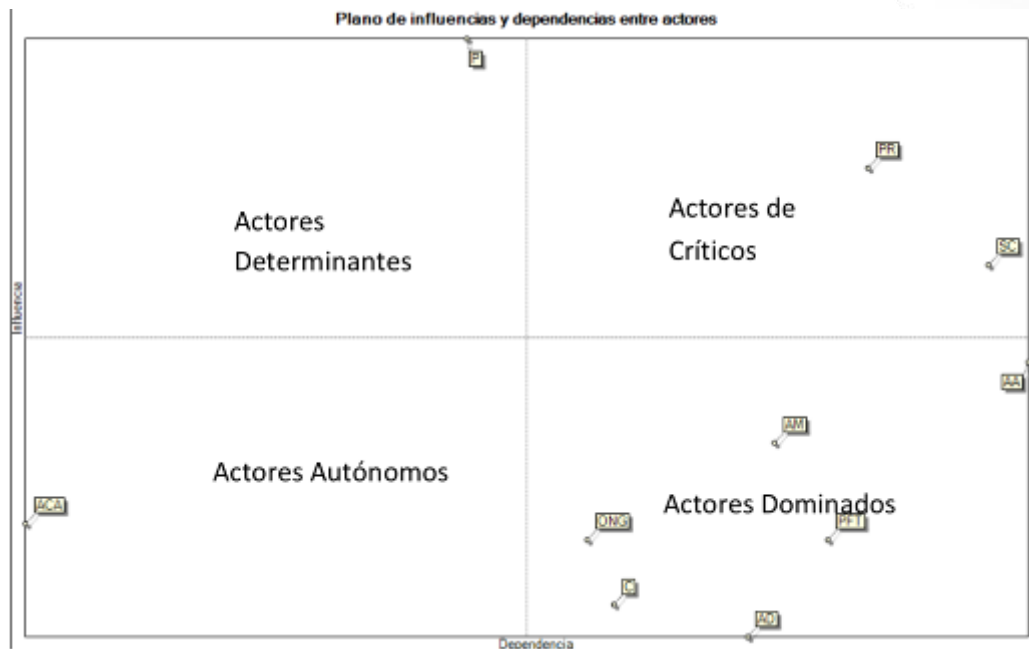 Plano de influencias y dependencias entre actores
P
PR
Actores
Determinantes
Actores de
Críticos
SC
Influencia
AA
AM
Actores Autónomos
Actores Dominados
ACA
ONG
PFT
C
AD
Dependencia